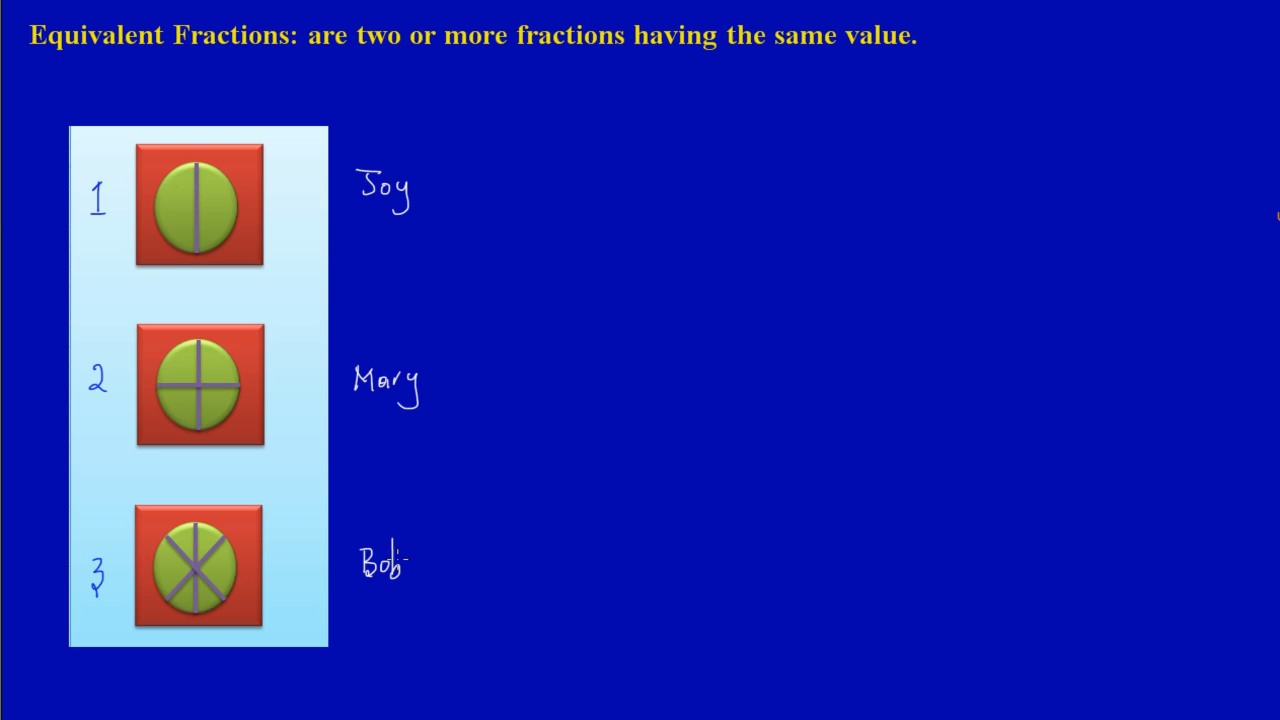 Equivalent Fractions: are two or more fractions having the same value.
1 Joy
2 Mary
3 Bob